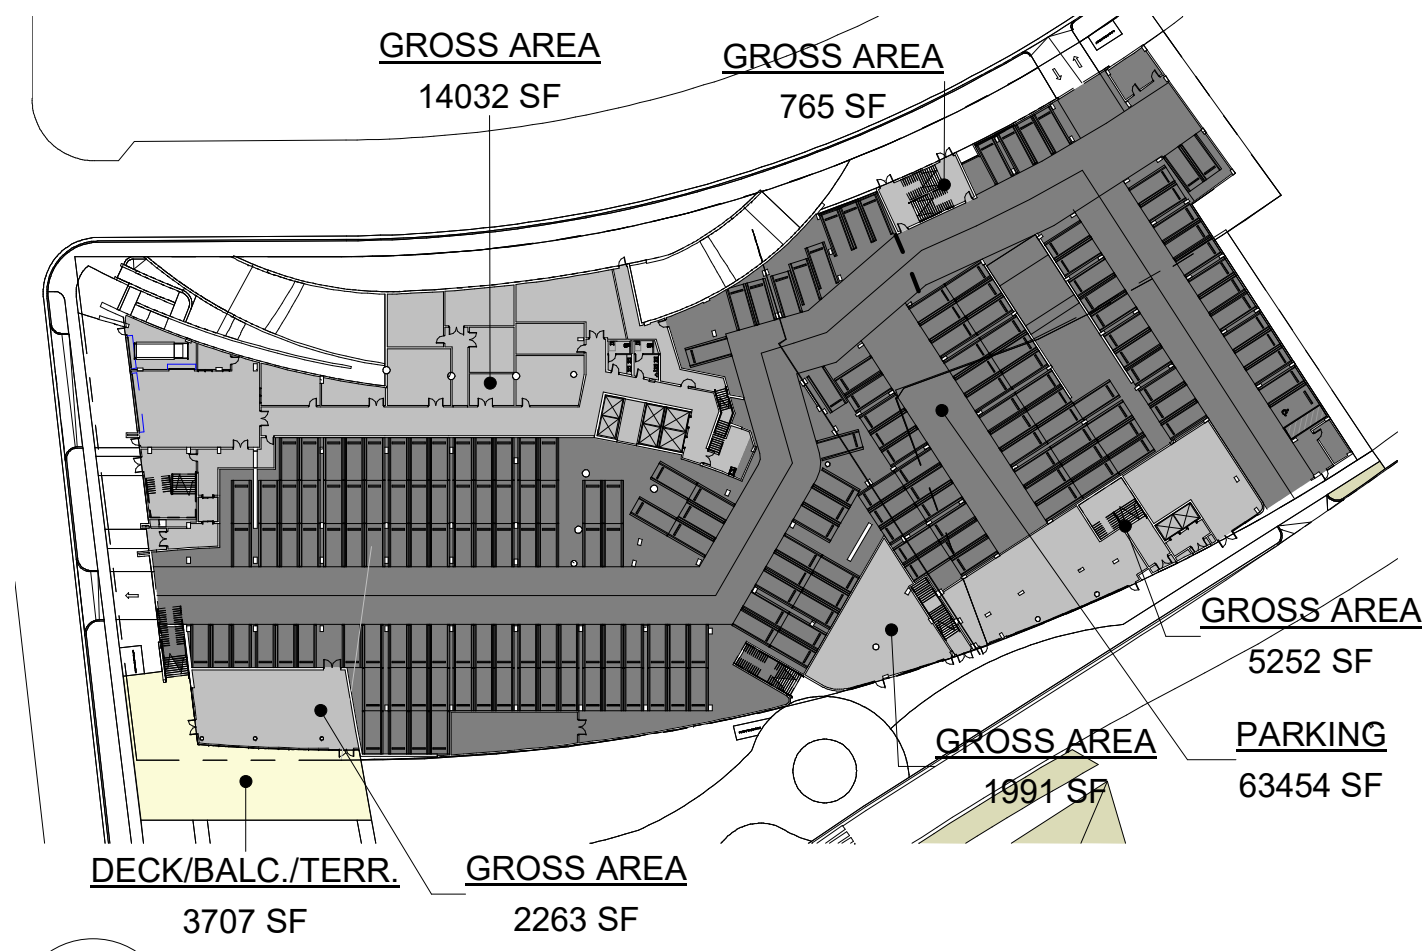 GROSS AREA
14032 SF
GROSS AREA
765 SF
GROSS AREA
5252 SF
GROSS AREA
1991 SF
PARKING
63454 SF
DECK/BALC./TERR.
3707 SF
GROSS AREA
2263 SF